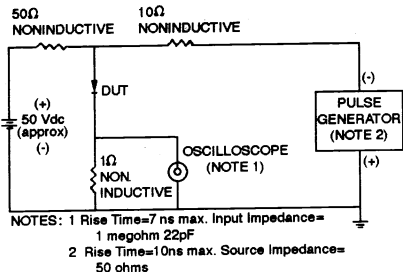 50Ω
NONINDUCTIVE
10Ω
NONINDUCTIVE
DUT
(+)
50 Vdc
(approx)
(-)
1Ω
NON.
INDUCTIVE
OSCILLOSCOPE
(NOTE 1)
(-)
PULSE
GENERATOR
(NOTE 2)
(+)
NOTES: 1 Rise Time=7 ns max. Input Impedance=
1 megohm 22pF
2 Rise Time=10ns max. Source Impedance=
50 ohms